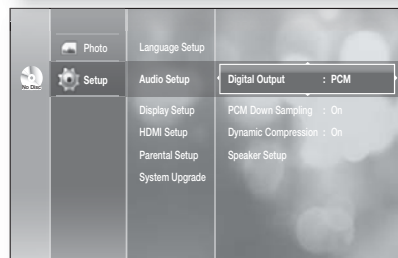 Photo
Language Setup
No Disc
Setup
Audio Setup
Digital Output : PCM
Display Setup
PCM Down Sampling : On
HDMI Setup
Dynamic Compression : On
Parental Setup
Speaker Setup
System Upgrade